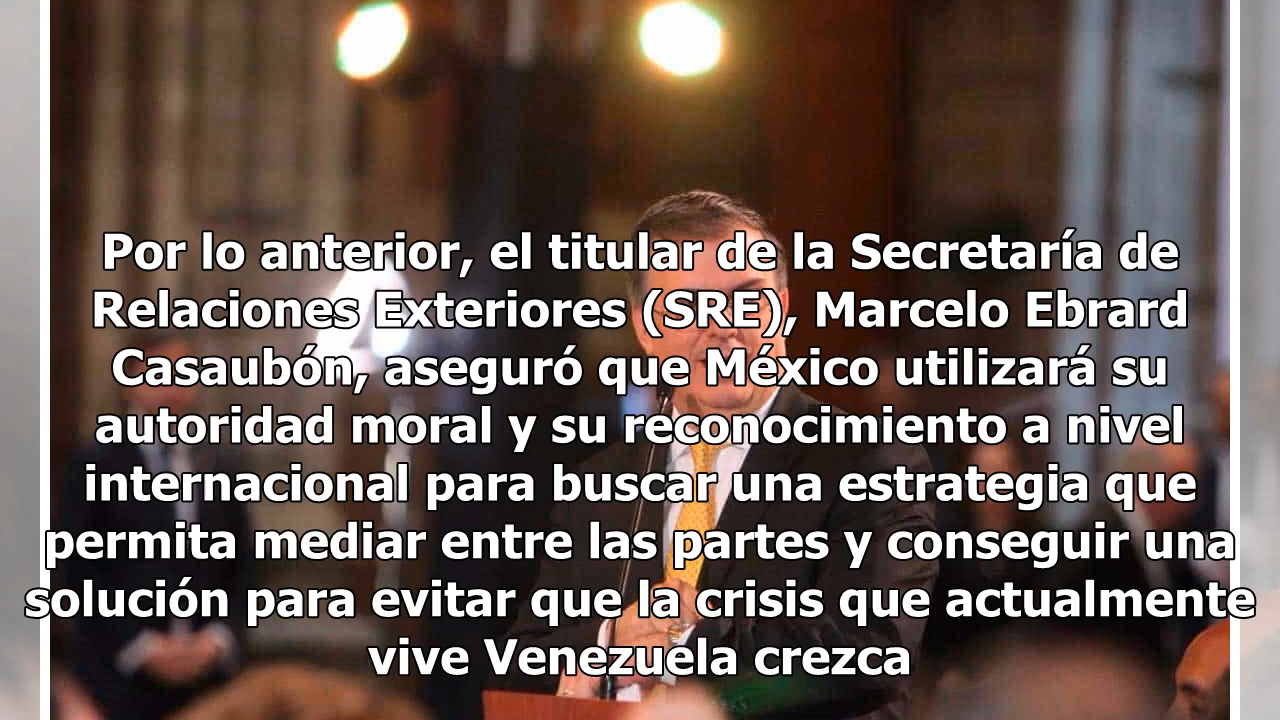 Por lo anterior, el titular de la Secretaría de
Relaciones Exteriores (SRE), Marcelo Ebrard
Casaubón, aseguró que México utilizará su
autoridad moral y su reconocimiento a nivel
internacional para buscar una estrategia que
permita mediar entre las partes y conseguir una
solución para evitar que la crisis que actualmente
vive Venezuela crezca